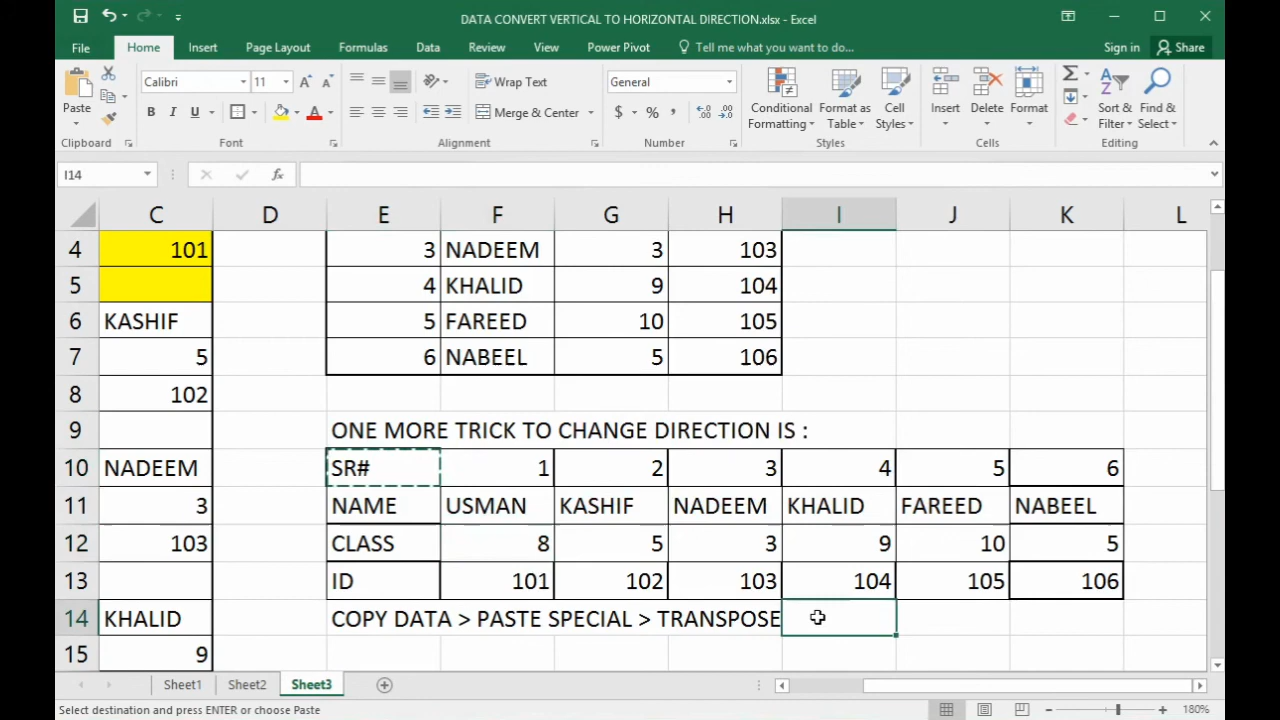 DATA CONVERT VERTICAL TO HORIZONTAL DIRECTION.xlsx - Excel
File Home Insert Page Layout Formulas Data Review View Power Pivot Tell me what you want to do... Sign in Share
Paste
Calibri 11
B I U A
Wrap Text
Merge & Center
General
$ % ,
Conditional Formatting
Format as Table
Cell Styles
Insert Delete Format
Sort & Filter
Find & Select
Clipboard Font Alignment Number Styles Cells Editing
I14 fx
C D E F G H I J K L
4 101 3 NADEEM 3 103
5 4 KHALID 9 104
6 KASHIF 5 FAREED 10 105
7 5 6 NABEEL 5 106
8 102
9 ONE MORE TRICK TO CHANGE DIRECTION IS :
10 NADEEM SR# 1 2 3 4 5 6
11 3 NAME USMAN KASHIF NADEEM KHALID FAREED NABEEL
12 103 CLASS 8 5 3 9 10 5
13 ID 101 102 103 104 105 106
14 KHALID COPY DATA > PASTE SPECIAL > TRANSPOSE
15 9
Sheet1 Sheet2 Sheet3
Select destination and press ENTER or choose Paste 180%